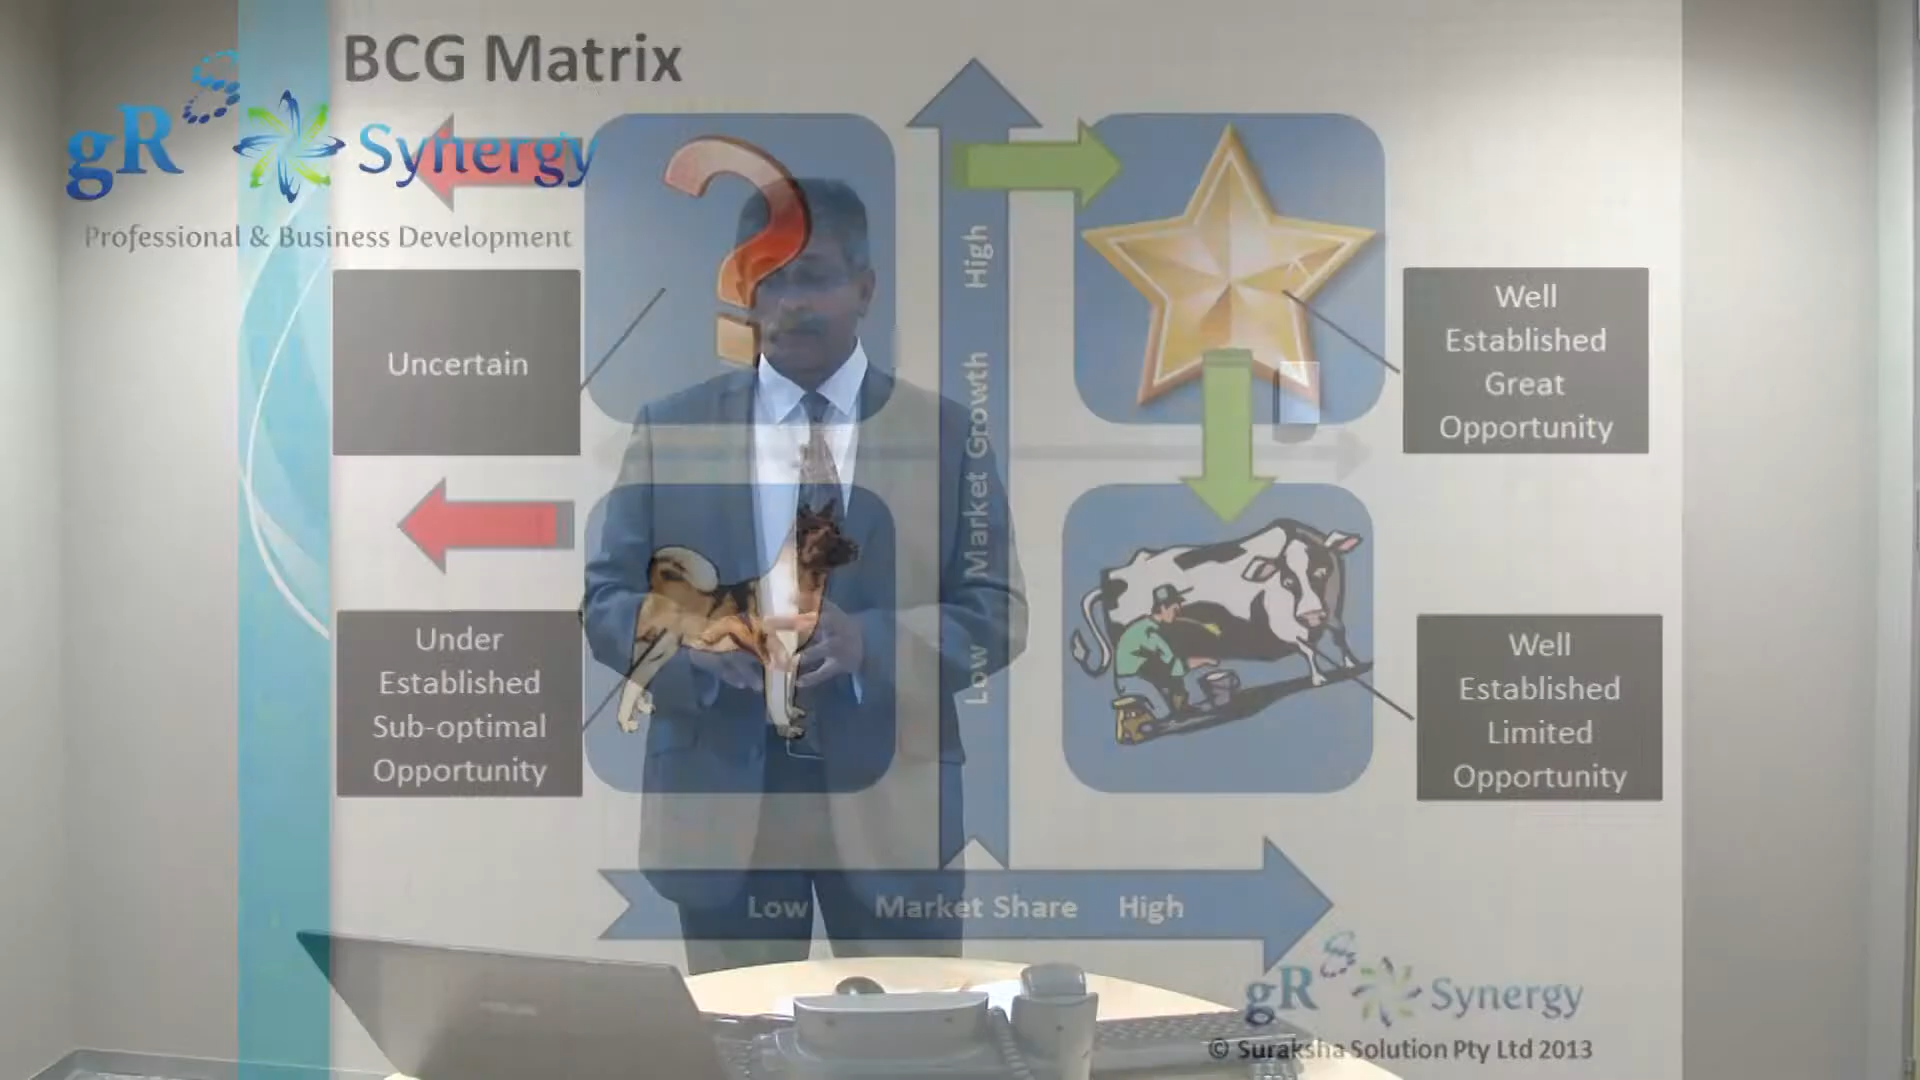 BCG Matrix
gR Synergy
Professional & Business Development
Uncertain
Well
Established
Great
Opportunity
Low Market Growth High
Under
Established
Sub-optimal
Opportunity
Well
Established
Limited
Opportunity
Low Market Share High
gR Synergy
© Suraksha Solution Pty Ltd 2013